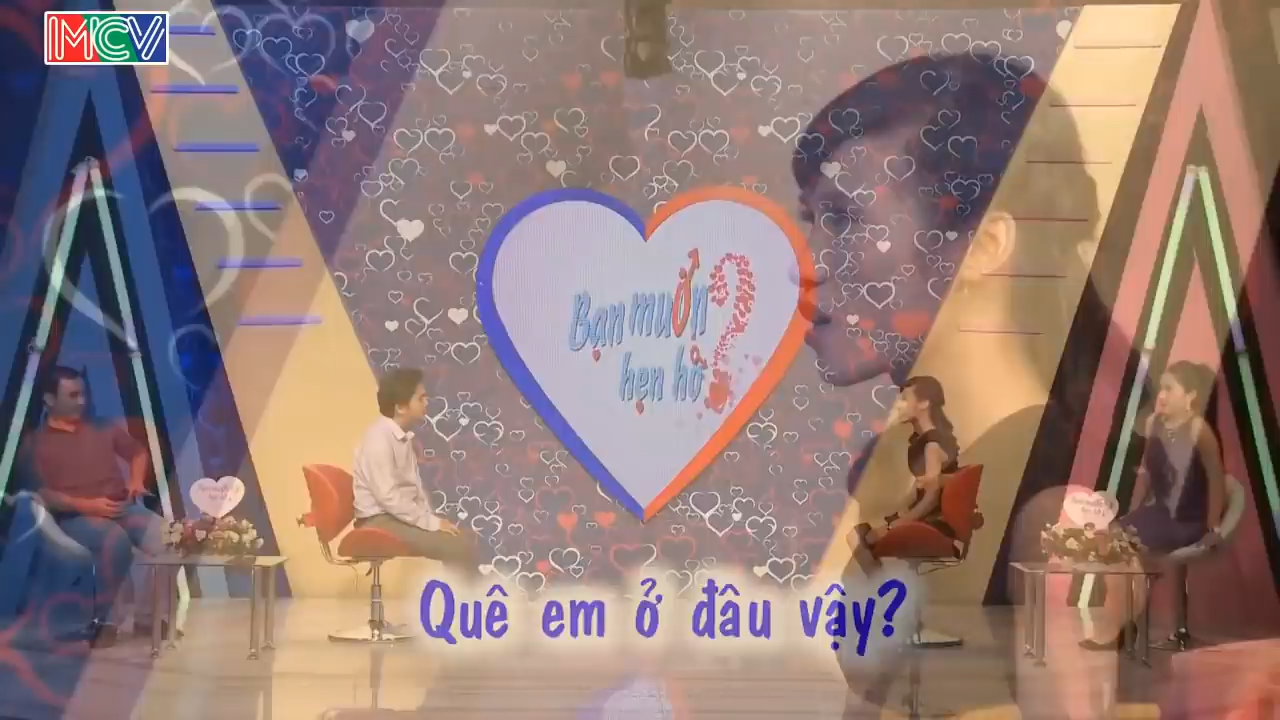 MCV
Bạn muốn
hẹn hò
?
Quê em ở đâu vậy?